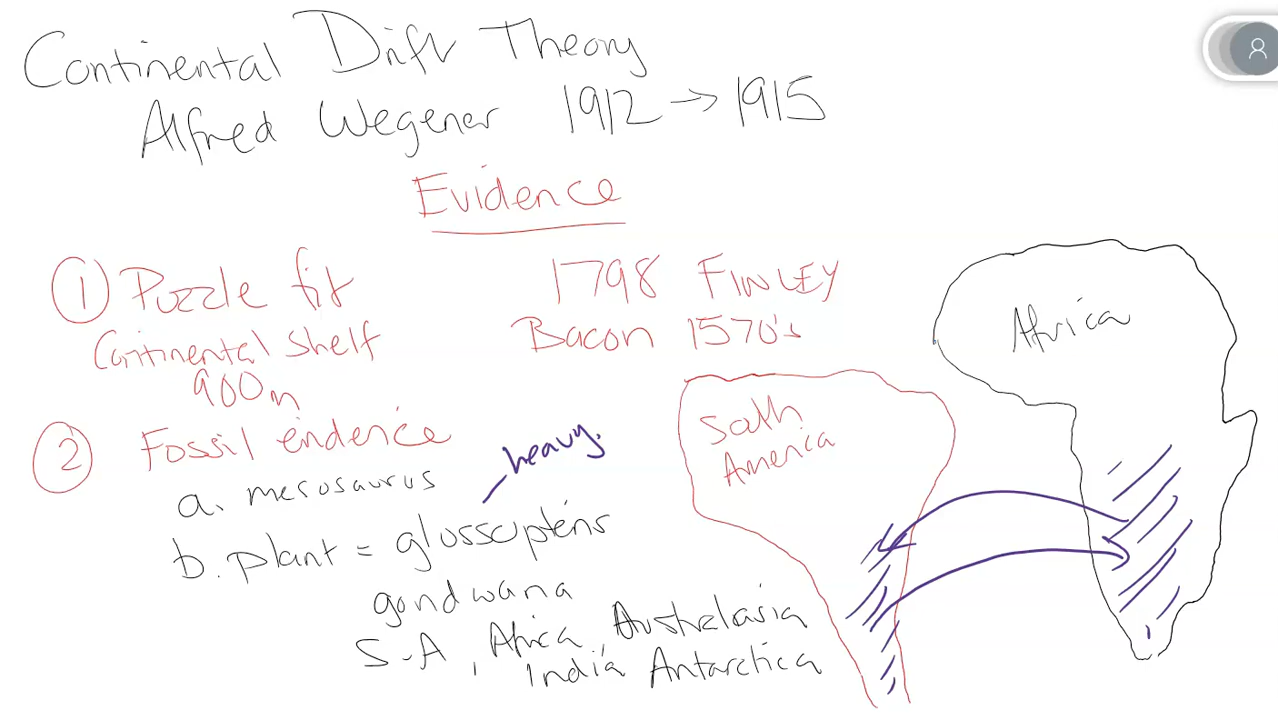 Continental Drift Theory
Alfred Wegener 1912 → 1915
Evidence
① Puzzle fit
1798 FINLEY
Continental Shelf
Bacon 1570's
900m
Africa
② Fossil evidence
South
America
heavy.
a. mesosaurus
b. plant = glossopteris
gondwana
S.A, Africa Australasia
India Antarctica